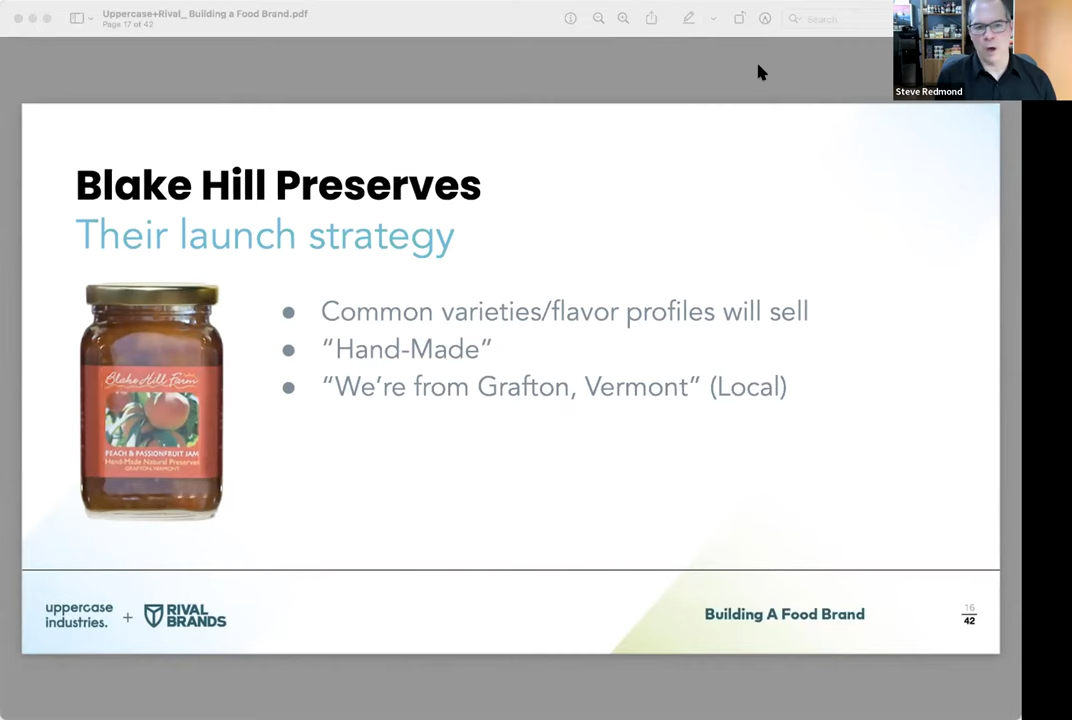 Uppercase+Rival_ Building a Food Brand.pdf
Page 17 of 42
Search
Steve Redmond
Blake Hill Preserves
Their launch strategy
Blake Hill Farm
PEACH & PASSIONFRUIT JAM
Hand-Made Natural Preserves
GRAFTON, VERMONT
● Common varieties/flavor profiles will sell
● “Hand-Made”
● “We’re from Grafton, Vermont” (Local)
uppercase
industries.
+
RIVAL
BRANDS
Building A Food Brand
16
42